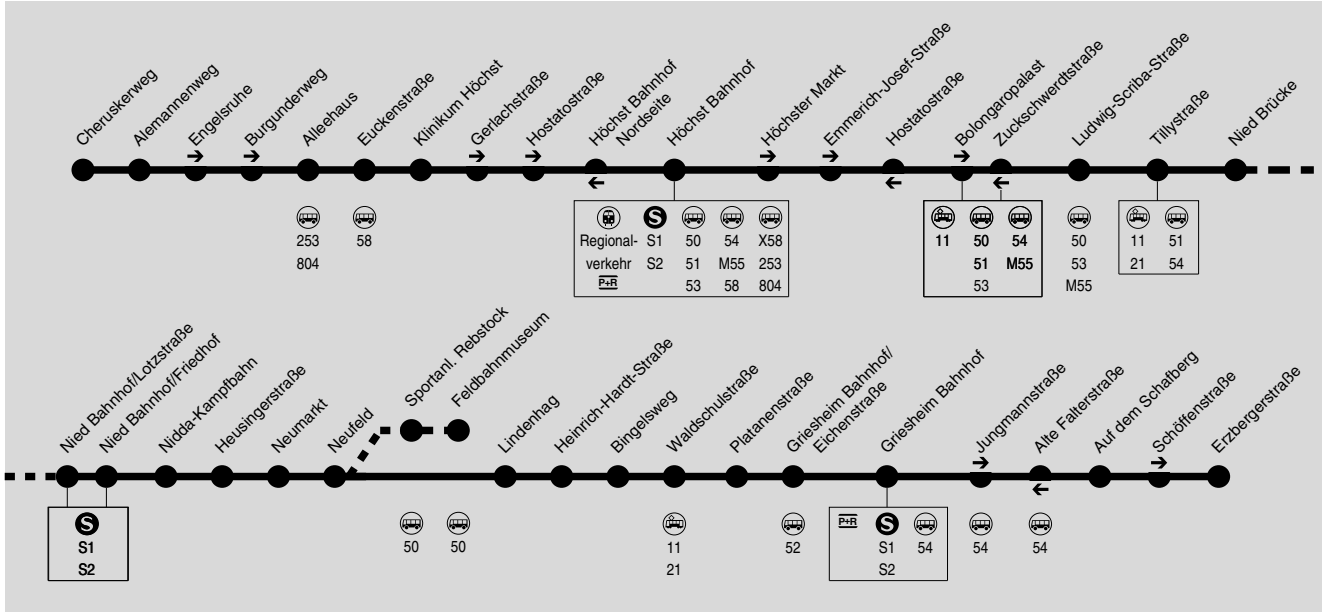 Cheruskerweg
Alemannenweg
Engelsruhe
Burgunderweg
Alleehaus
Euckenstraße
Klinikum Höchst
Gerlachstraße
Hostatostraße
Höchst Bahnhof
Nordseite
Höchst Bahnhof
Höchster Markt
Emmerich-Josef-Straße
Hostatostraße
Bolongaropalast
Zuckschwerdtstraße
Ludwig-Scriba-Straße
Tillystraße
Nied Brücke
253
804
58
S
Regional- S1 50 54 X58
verkehr S2 51 M55 253
P+R 53 58 804
11 50 54
51 M55
53
50
53
M55
11 51
21 54
Nied Bahnhof/Lotzstraße
Nied Bahnhof/Friedhof
Nidda-Kampfbahn
Heusingerstraße
Neumarkt
Neufeld
Sportanl. Rebstock
Feldbahnmuseum
Lindenhag
Heinrich-Hardt-Straße
Bingelsweg
Waldschulstraße
Platanenstraße
Griesheim Bahnhof/
Eichenstraße
Griesheim Bahnhof
Jungmannstraße
Alte Falterstraße
Auf dem Schafberg
Schöffenstraße
Erzbergerstraße
S
S1
S2
50
50
11
21
52
P+R S
S1 54
S2
54
54